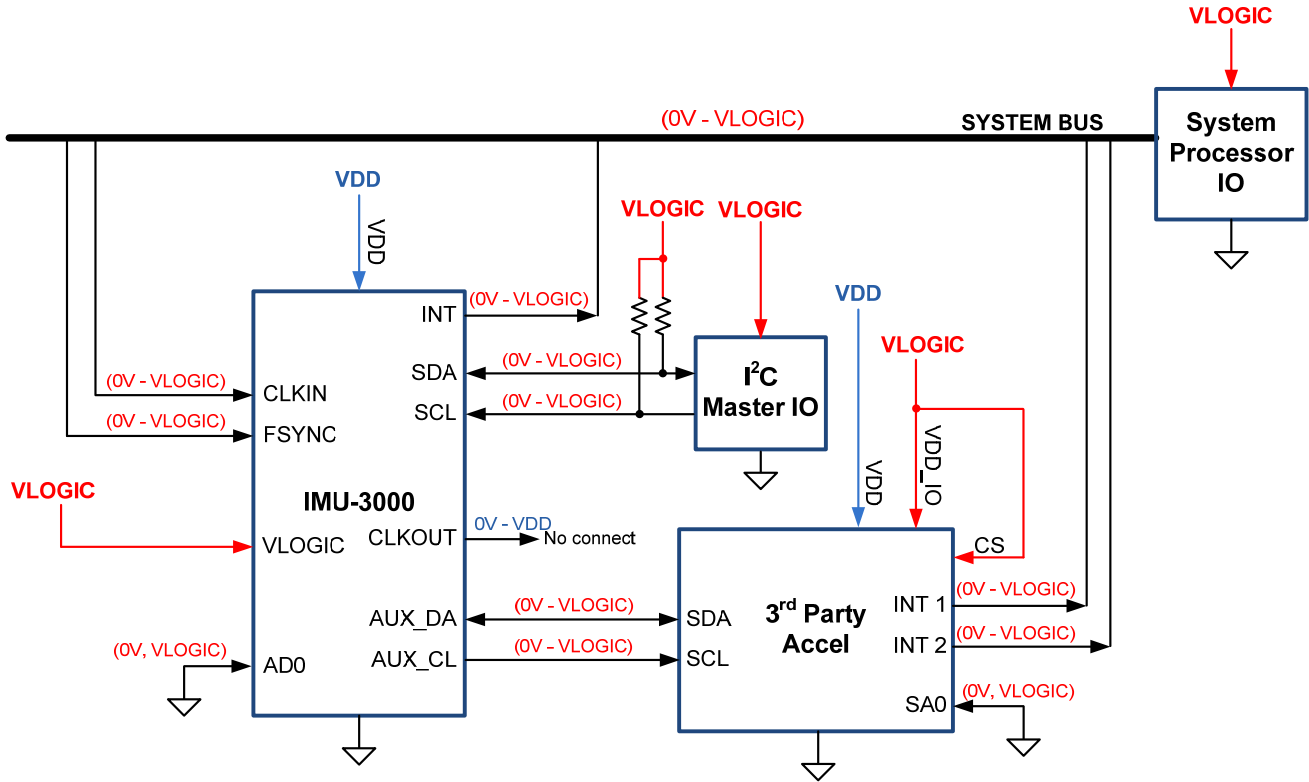 VLOGIC
(0V - VLOGIC)
SYSTEM BUS
System
Processor
IO
VDD
VDD
VLOGIC
VLOGIC
INT
(0V - VLOGIC)
SDA
(0V - VLOGIC)
SCL
(0V - VLOGIC)
I²C
Master IO
(0V - VLOGIC)
CLKIN
(0V - VLOGIC)
FSYNC
VLOGIC
VLOGIC
IMU-3000
CLKOUT
0V - VDD
No connect
AUX_DA
(0V - VLOGIC)
AUX_CL
(0V - VLOGIC)
(0V, VLOGIC)
AD0
VDD
VDD
VLOGIC
VDD_IO
CS
SDA
SCL
3rd Party
Accel
INT 1
(0V - VLOGIC)
INT 2
(0V - VLOGIC)
SA0
(0V, VLOGIC)